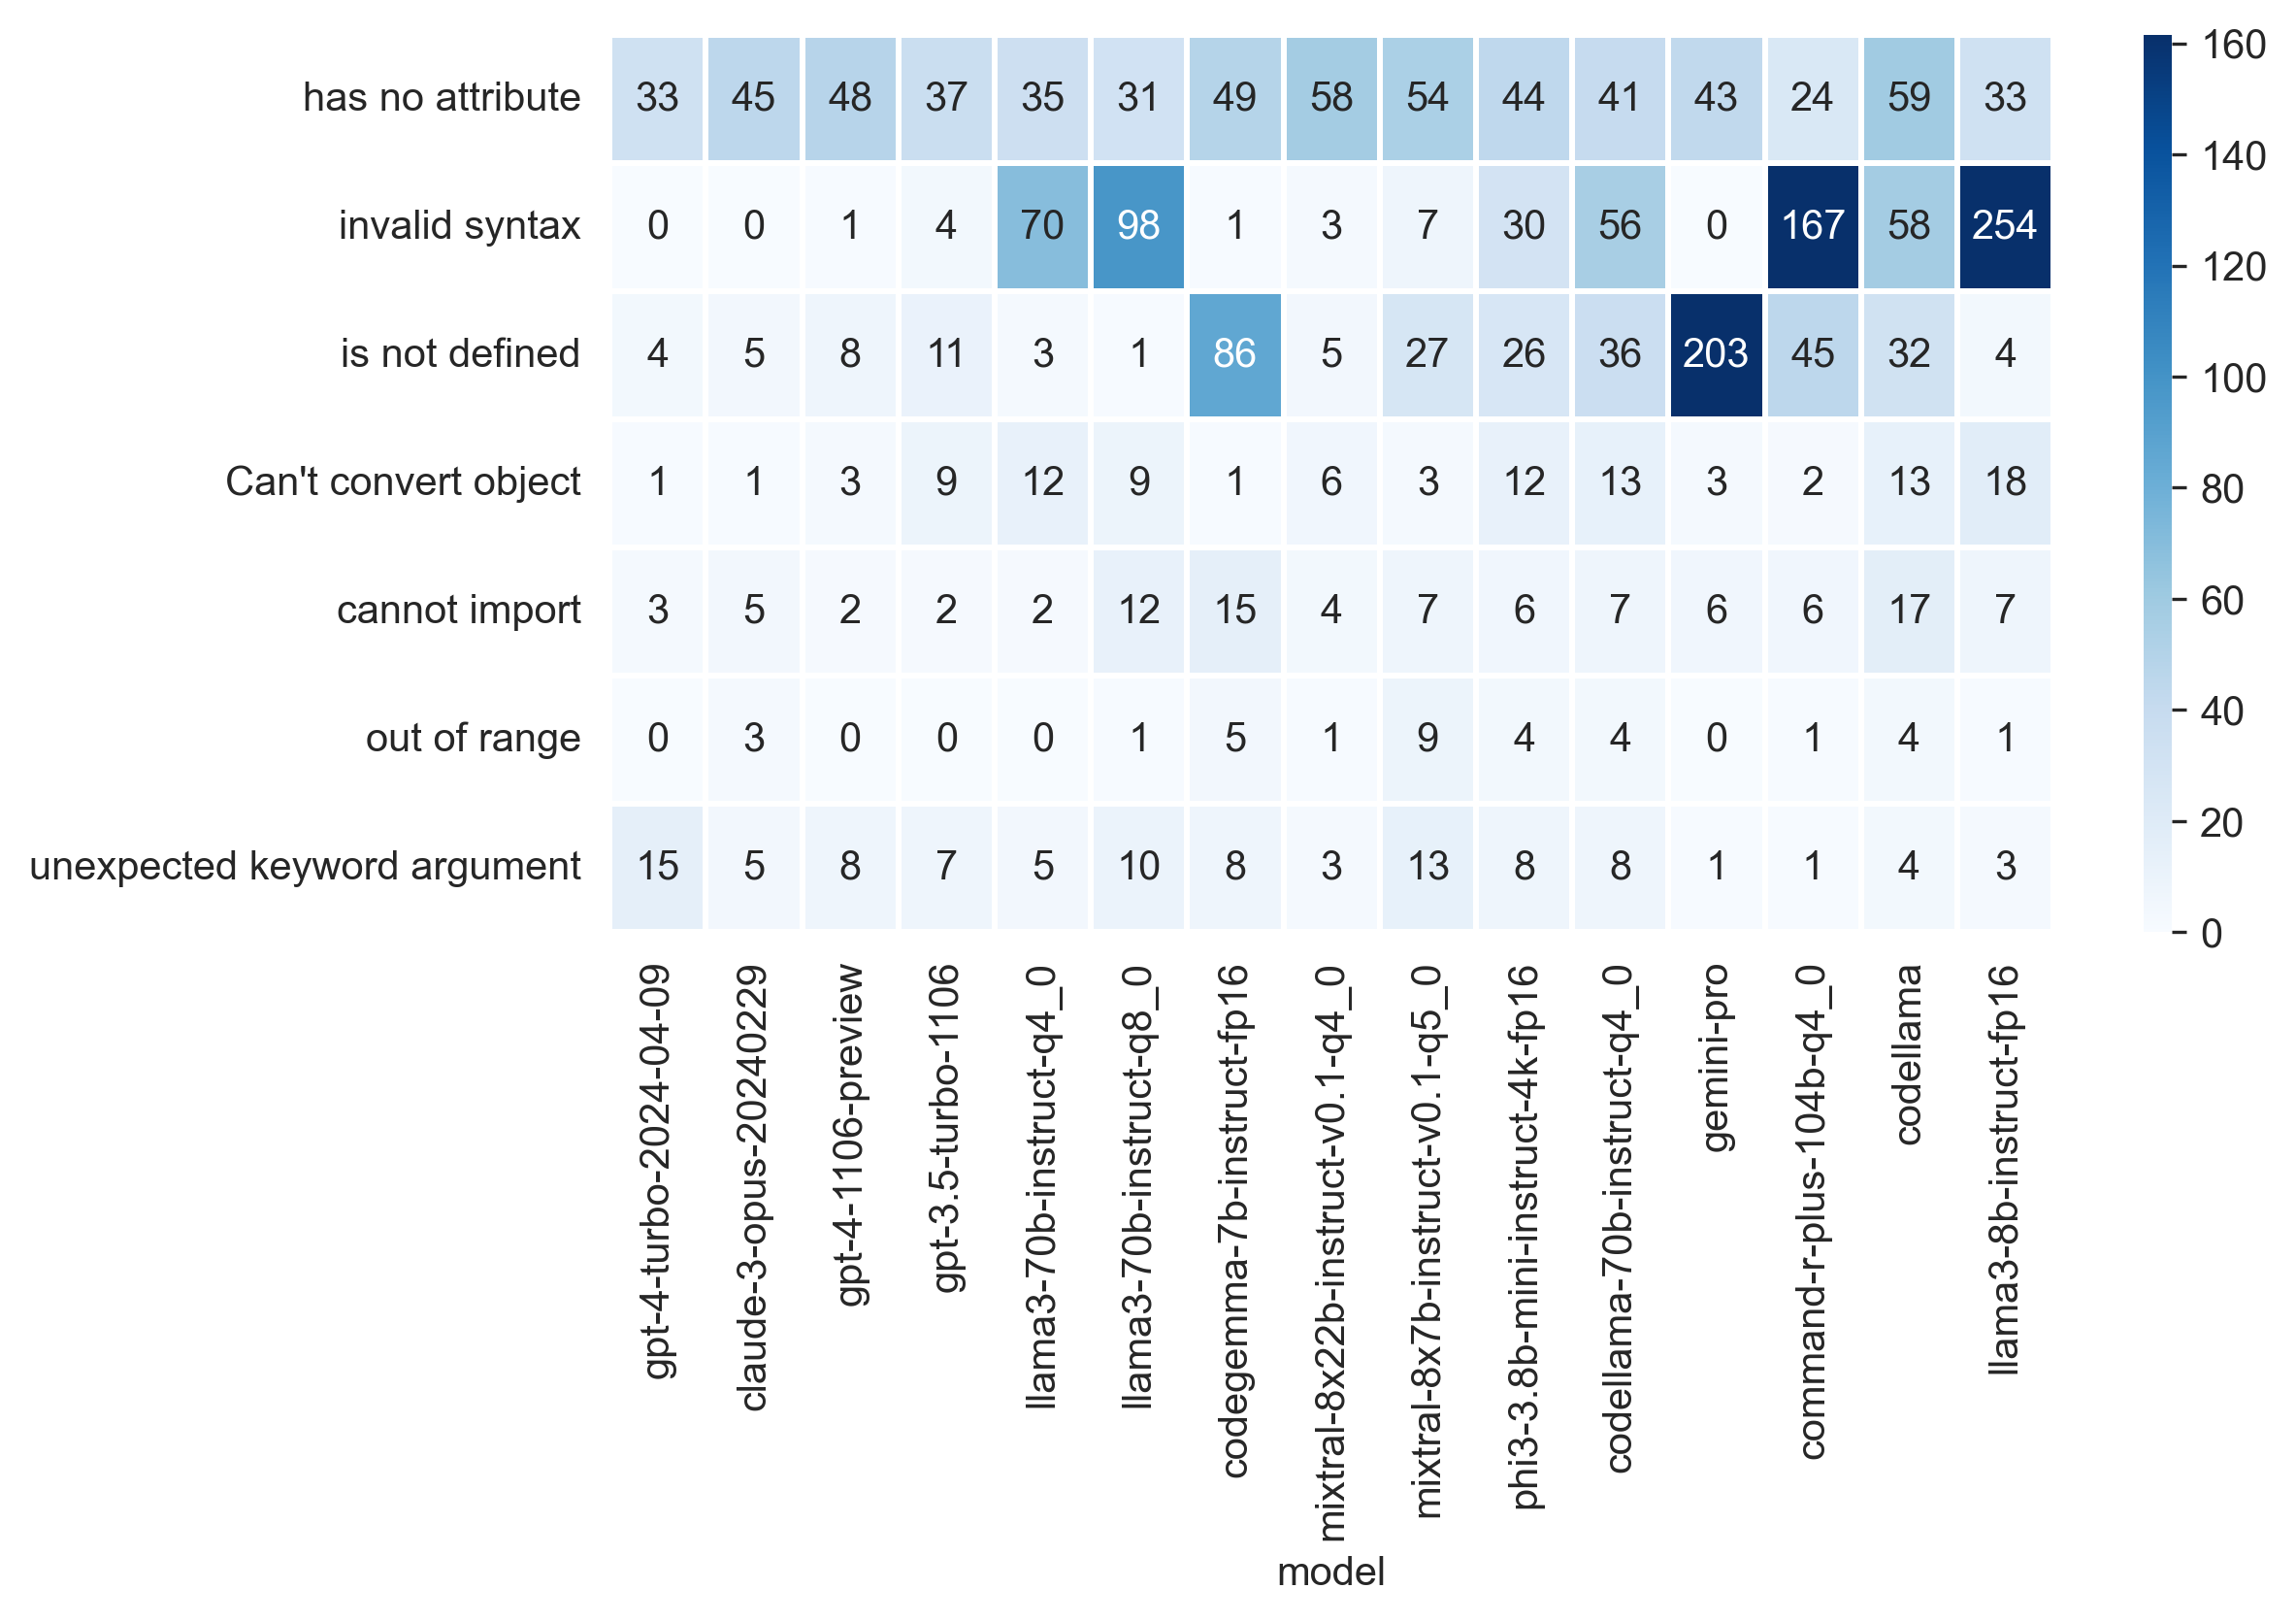 has no attribute 33 45 48 37 35 31 49 58 54 44 41 43 24 59 33
invalid syntax 0 0 1 4 70 98 1 3 7 30 56 0 167 58 254
is not defined 4 5 8 11 3 1 86 5 27 26 36 203 45 32 4
Can't convert object 1 1 3 9 12 9 1 6 3 12 13 3 2 13 18
cannot import 3 5 2 2 2 12 15 4 7 6 7 6 6 17 7
out of range 0 3 0 0 0 1 5 1 9 4 4 0 1 4 1
unexpected keyword argument 15 5 8 7 5 10 8 3 13 8 8 1 1 4 3
gpt-4-turbo-2024-04-09
claude-3-opus-20240229
gpt-4-1106-preview
gpt-3.5-turbo-1106
llama3-70b-instruct-q4_0
llama3-70b-instruct-q8_0
codegemma-7b-instruct-fp16
mixtral-8x22b-instruct-v0.1-q4_0
mixtral-8x7b-instruct-v0.1-q5_0
phi3-3.8b-mini-instruct-4k-fp16
codellama-70b-instruct-q4_0
gemini-pro
command-r-plus-104b-q4_0
codellama
llama3-8b-instruct-fp16
model
160
140
120
100
80
60
40
20
0